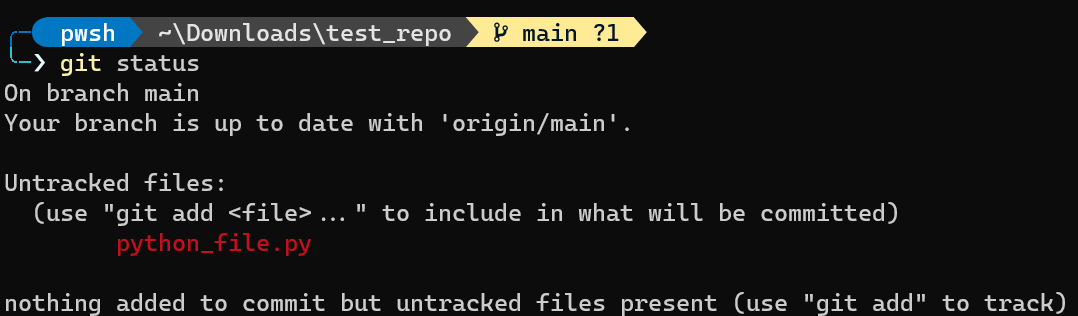 pwsh ~\Downloads\test_repo main ?1
❯ git status
On branch main
Your branch is up to date with 'origin/main'.
Untracked files:
(use "git add <file>..." to include in what will be committed)
python_file.py
nothing added to commit but untracked files present (use "git add" to track)